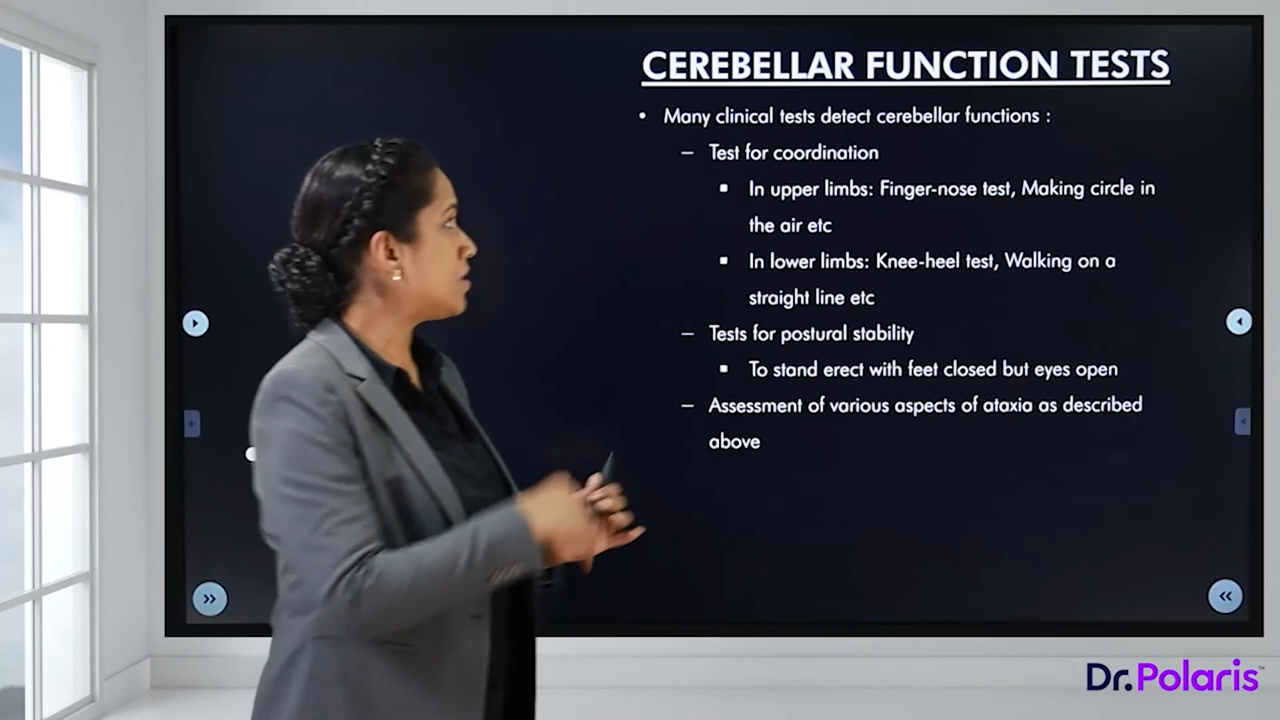 CEREBELLAR FUNCTION TESTS
• Many clinical tests detect cerebellar functions :
– Test for coordination
▪ In upper limbs: Finger-nose test, Making circle in
the air etc
▪ In lower limbs: Knee-heel test, Walking on a
straight line etc
– Tests for postural stability
▪ To stand erect with feet closed but eyes open
– Assessment of various aspects of ataxia as described
above
Dr.Polaris™